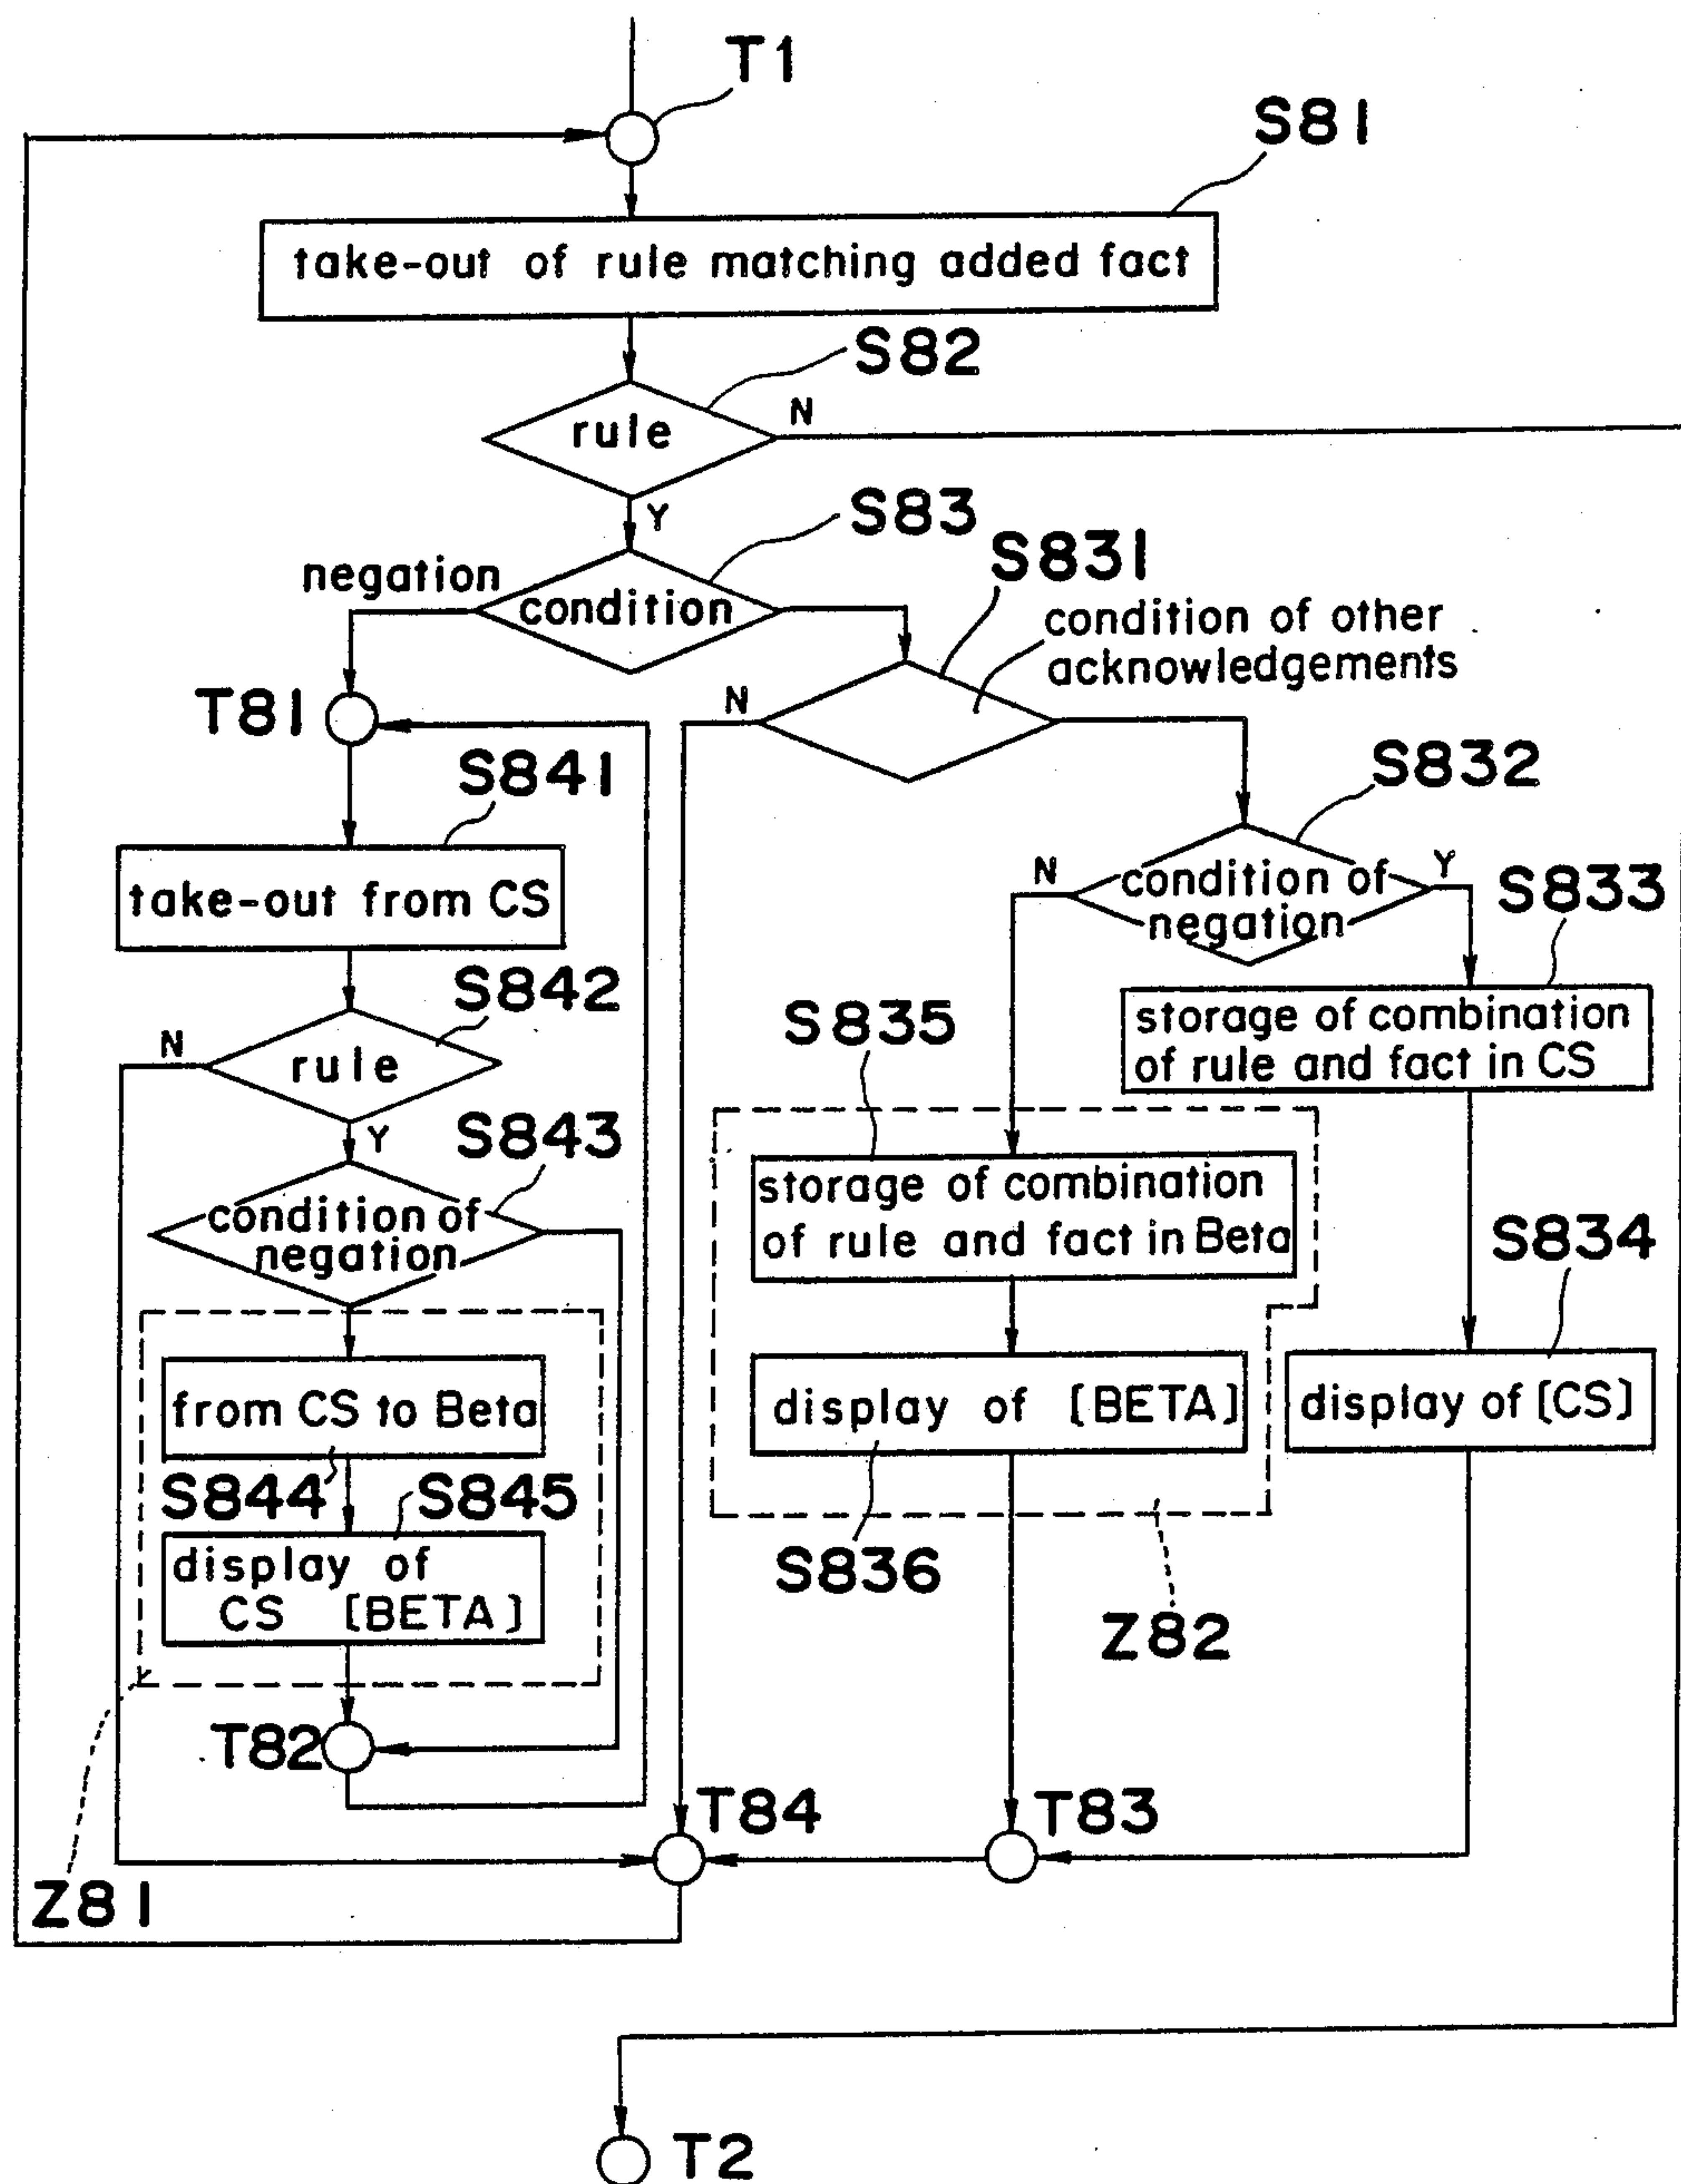 T1
S81
take-out of rule matching added fact
S82
rule
N
Y
S83
negation
condition
S831
condition of other
acknowledgements
N
T81
S841
S832
take-out from CS
N
condition of
negation
Y
S833
S842
N
rule
Y
S835
storage of combination
of rule and fact in CS
S843
condition of
negation
storage of combination
of rule and fact in Beta
S834
from CS to Beta
display of [BETA]
display of [CS]
S844
S845
S836
display of
CS [BETA]
Z82
T82
T84
T83
Z81
T2